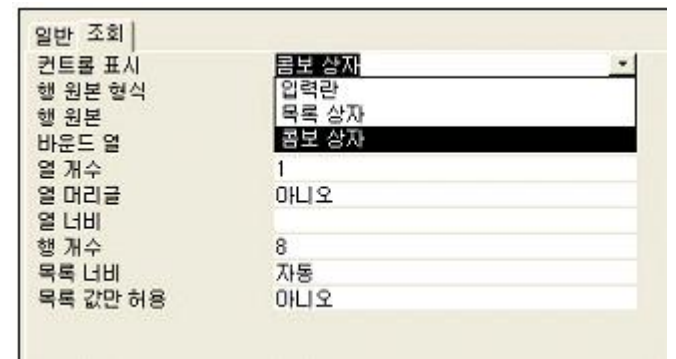 일반 조회
컨트롤 표시 콤보 상자
행 원본 형식 입력란
행 원본 목록 상자
바운드 열 콤보 상자
열 개수 1
열 머리글 아니오
열 너비
행 개수 8
목록 너비 자동
목록 값만 허용 아니오